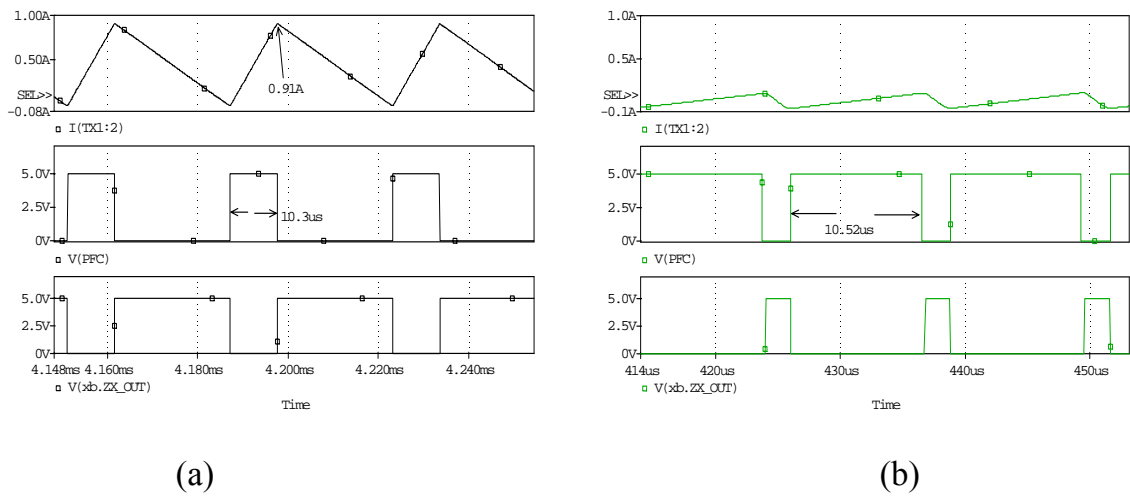 1.00A
0.50A
SEL>>
-0.08A
0.91A
I(TX1:2)
5.0V
2.5V
0V
10.3us
V(PFC)
5.0V
2.5V
0V
4.148ms 4.160ms 4.180ms 4.200ms 4.220ms 4.240ms
V(xb.ZX_OUT)
Time
(a)
1.0A
0.5A
SEL>>
-0.1A
I(TX1:2)
5.0V
2.5V
0V
10.52us
V(PFC)
5.0V
2.5V
0V
414us 420us 430us 440us 450us
V(xb.ZX_OUT)
Time
(b)